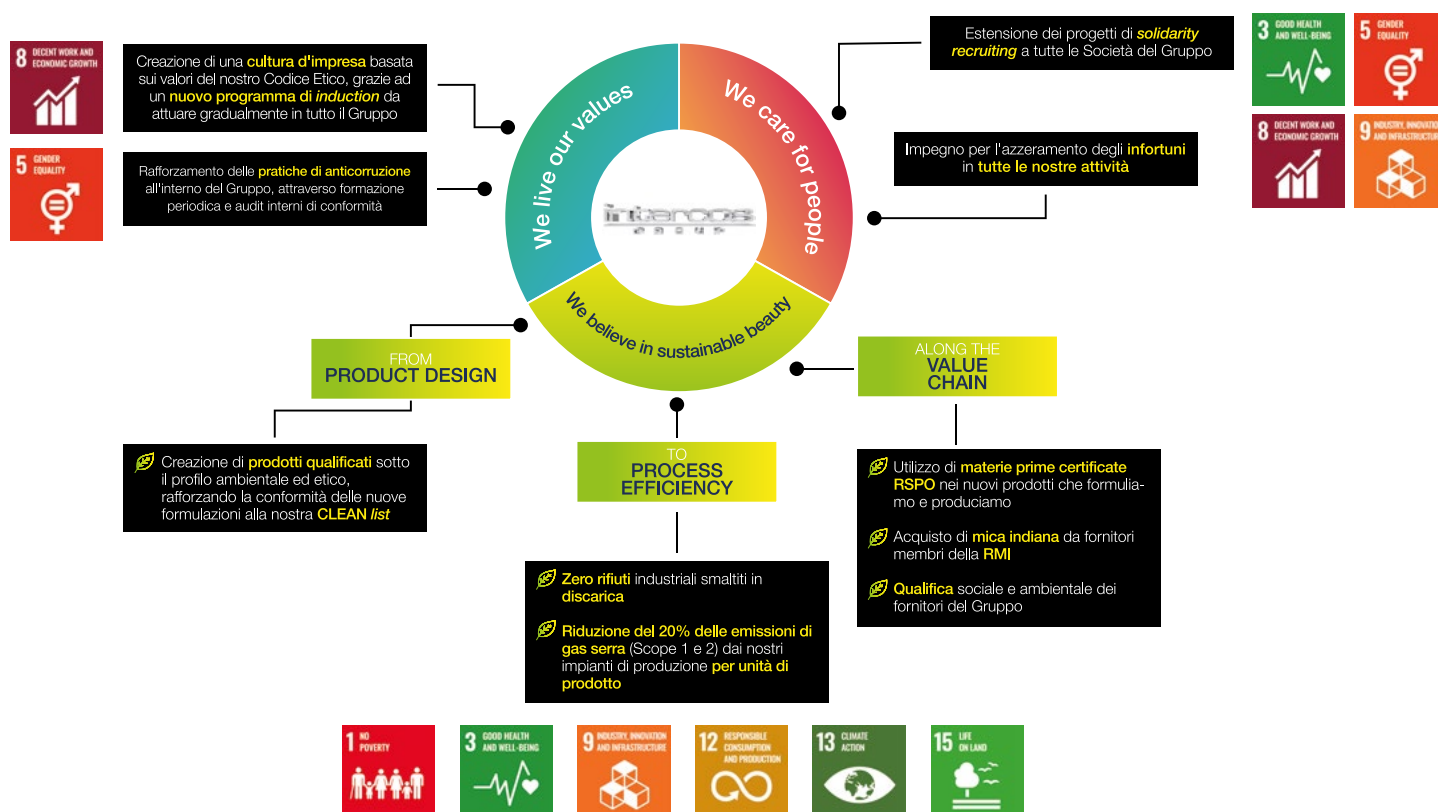 8 DECENT WORK AND
ECONOMIC GROWTH
5 GENDER
EQUALITY
Creazione di una cultura d'impresa basata
sui valori del nostro Codice Etico, grazie ad
un nuovo programma di induction da
attuare gradualmente in tutto il Gruppo
Rafforzamento delle pratiche di anticorruzione
all'interno del Gruppo, attraverso formazione
periodica e audit interni di conformità
We live our values
We care for people
We believe in sustainable beauty
intercos
GROUP
Estensione dei progetti di solidarity
recruiting a tutte le Società del Gruppo
Impegno per l'azzeramento degli infortuni
in tutte le nostre attività
3 GOOD HEALTH
AND WELL-BEING
5 GENDER
EQUALITY
8 DECENT WORK AND
ECONOMIC GROWTH
9 INDUSTRY, INNOVATION
AND INFRASTRUCTURE
FROM
PRODUCT DESIGN
Creazione di prodotti qualificati sotto
il profilo ambientale ed etico,
rafforzando la conformità delle nuove
formulazioni alla nostra CLEAN list
TO
PROCESS
EFFICIENCY
Zero rifiuti industriali smaltiti in
discarica
Riduzione del 20% delle emissioni di
gas serra (Scope 1 e 2) dai nostri
impianti di produzione per unità di
prodotto
ALONG THE
VALUE
CHAIN
Utilizzo di materie prime certificate
RSPO nei nuovi prodotti che formulia-
mo e produciamo
Acquisto di mica indiana da fornitori
membri della RMI
Qualifica sociale e ambientale dei
fornitori del Gruppo
1 NO
POVERTY
3 GOOD HEALTH
AND WELL-BEING
9 INDUSTRY, INNOVATION
AND INFRASTRUCTURE
12 RESPONSIBLE
CONSUMPTION
AND PRODUCTION
13 CLIMATE
ACTION
15 LIFE
ON LAND